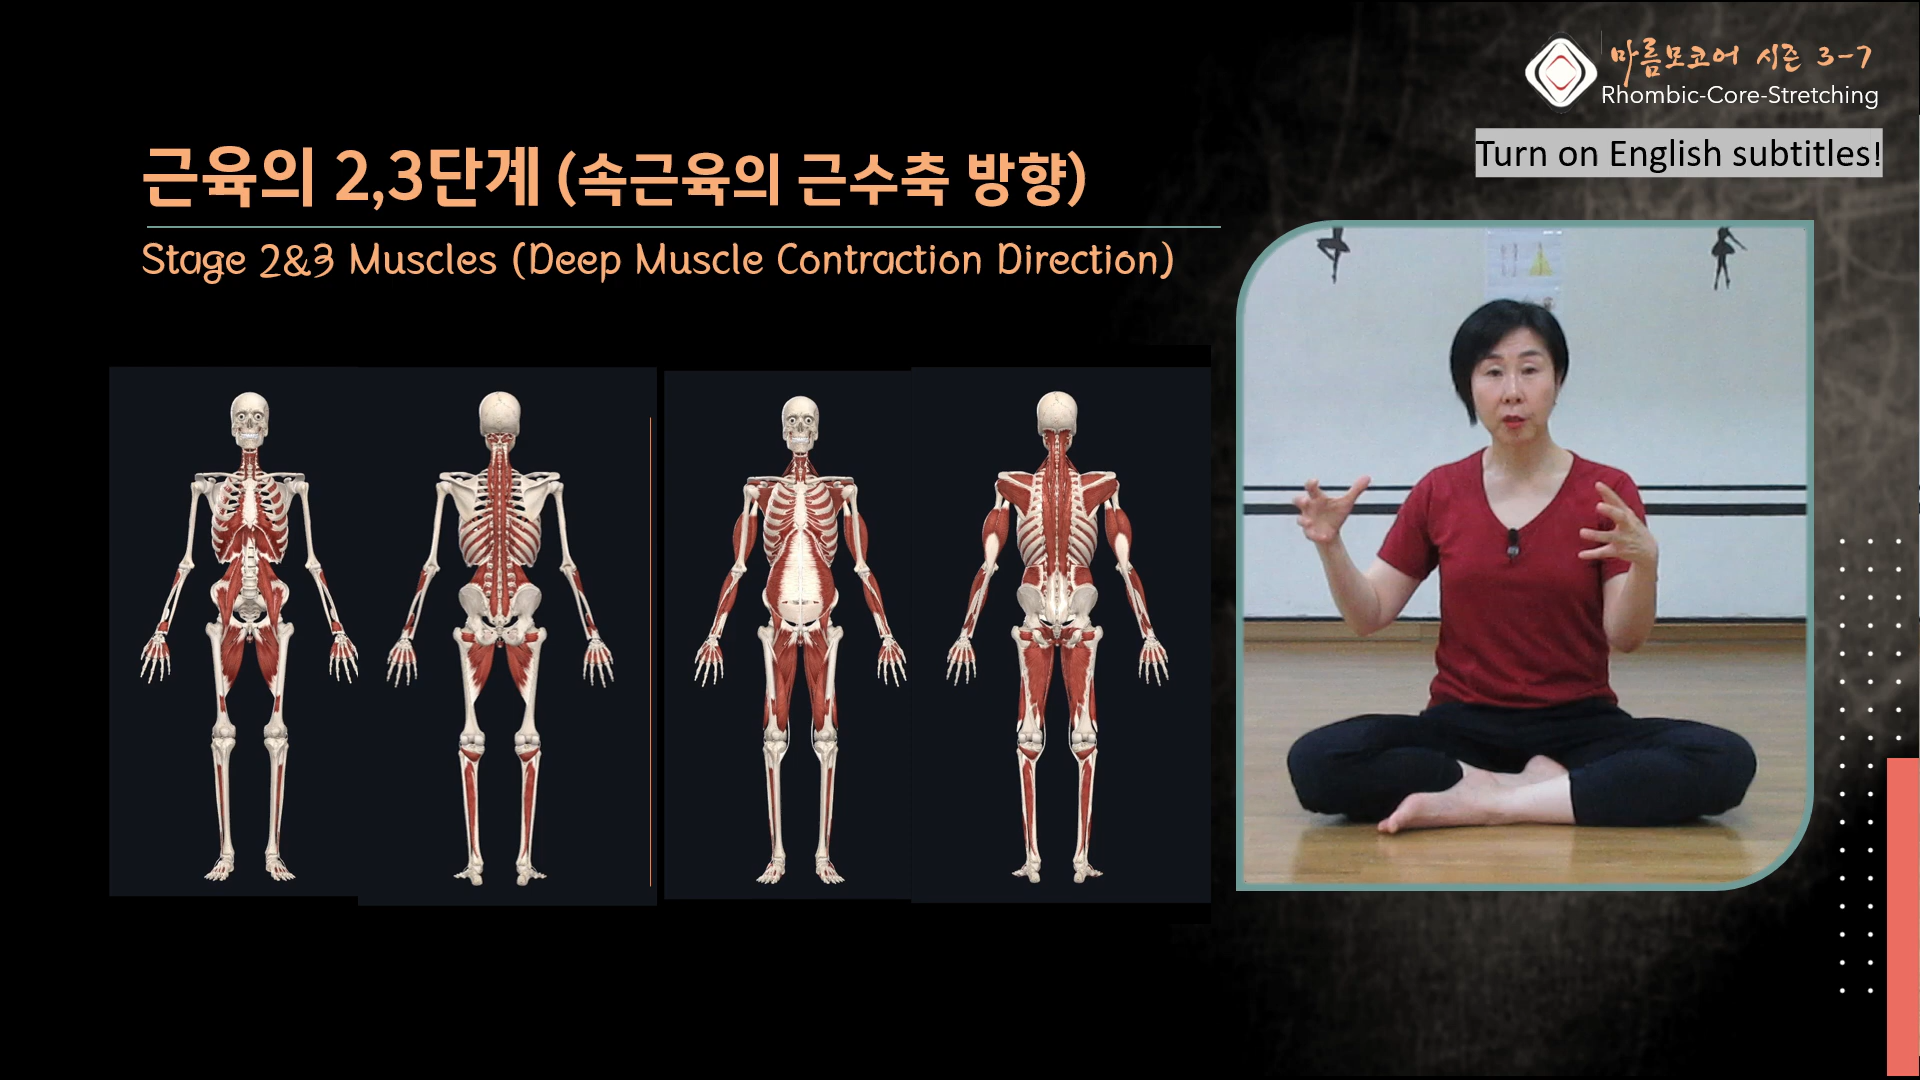 마름모코어 시즌 3-7
Rhombic-Core-Stretching
Turn on English subtitles!
근육의 2,3단계 (속근육의 근수축 방향)
Stage 2&3 Muscles (Deep Muscle Contraction Direction)